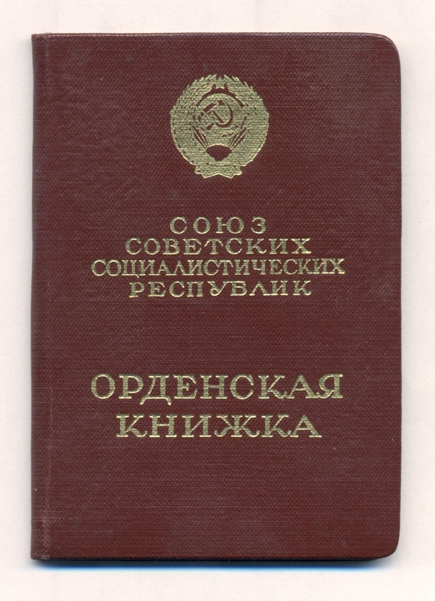 СОЮЗ
СОВЕТСКИХ
СОЦИАЛИСТИЧЕСКИХ
РЕСПУБЛИК
ОРДЕНСКАЯ
КНИЖКА